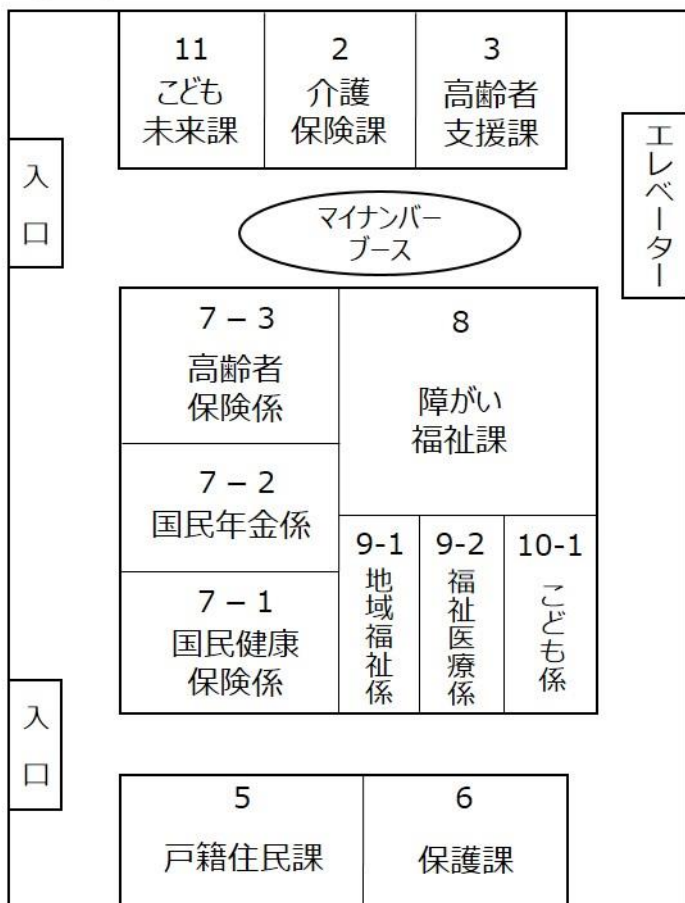 11
こども
未来課
2
介護
保険課
3
高齢者
支援課
入口
エレベーター
マイナンバー
ブース
7－3
高齢者
保険係
8
障がい
福祉課
7－2
国民年金係
9-1
地域福祉係
9-2
福祉医療係
10-1
こども係
7－1
国民健康
保険係
入口
5
戸籍住民課
6
保護課